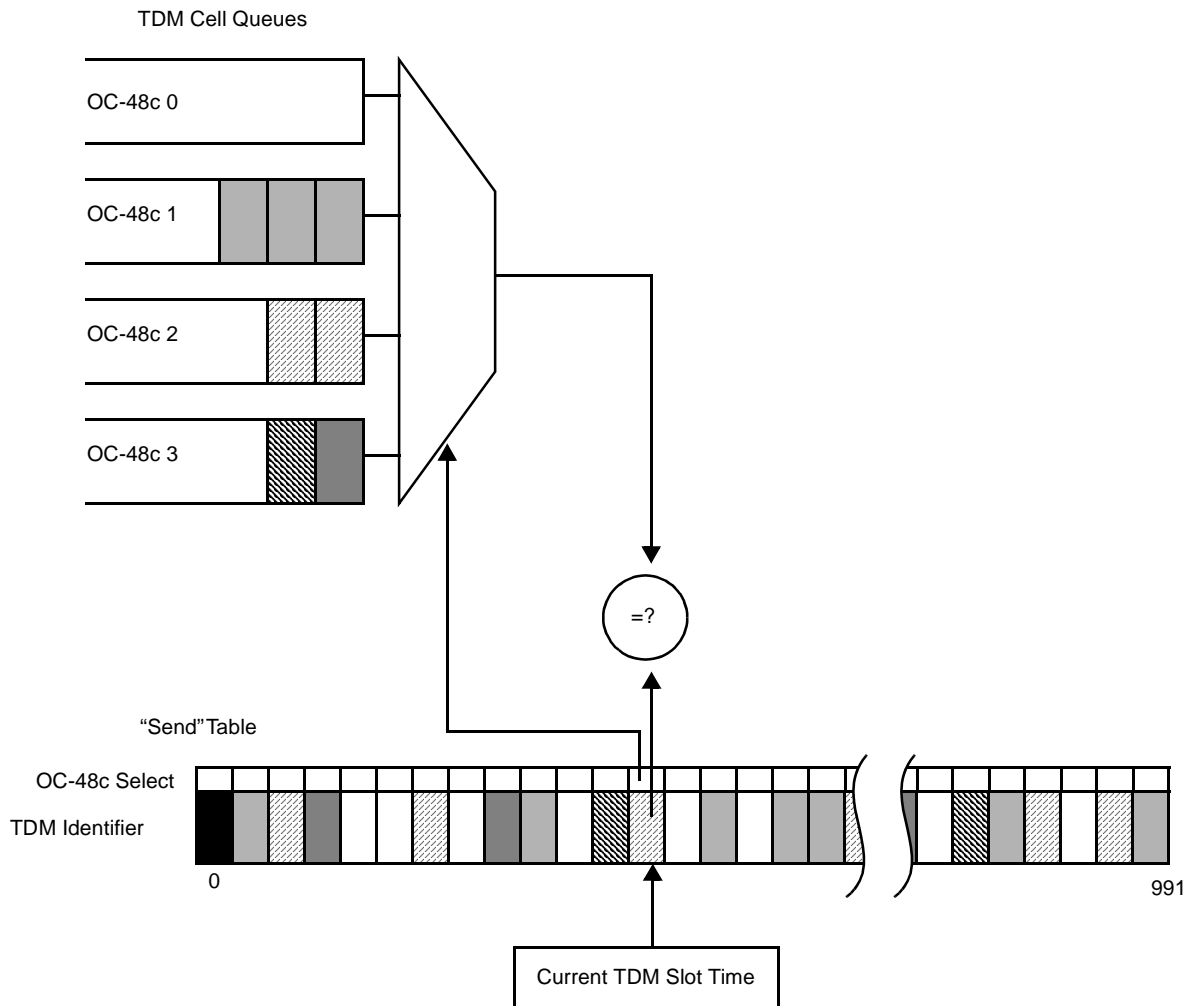 TDM Cell Queues
OC-48c 0
OC-48c 1
OC-48c 2
OC-48c 3
=?
“Send”Table
OC-48c Select
TDM Identifier
0
991
Current TDM Slot Time